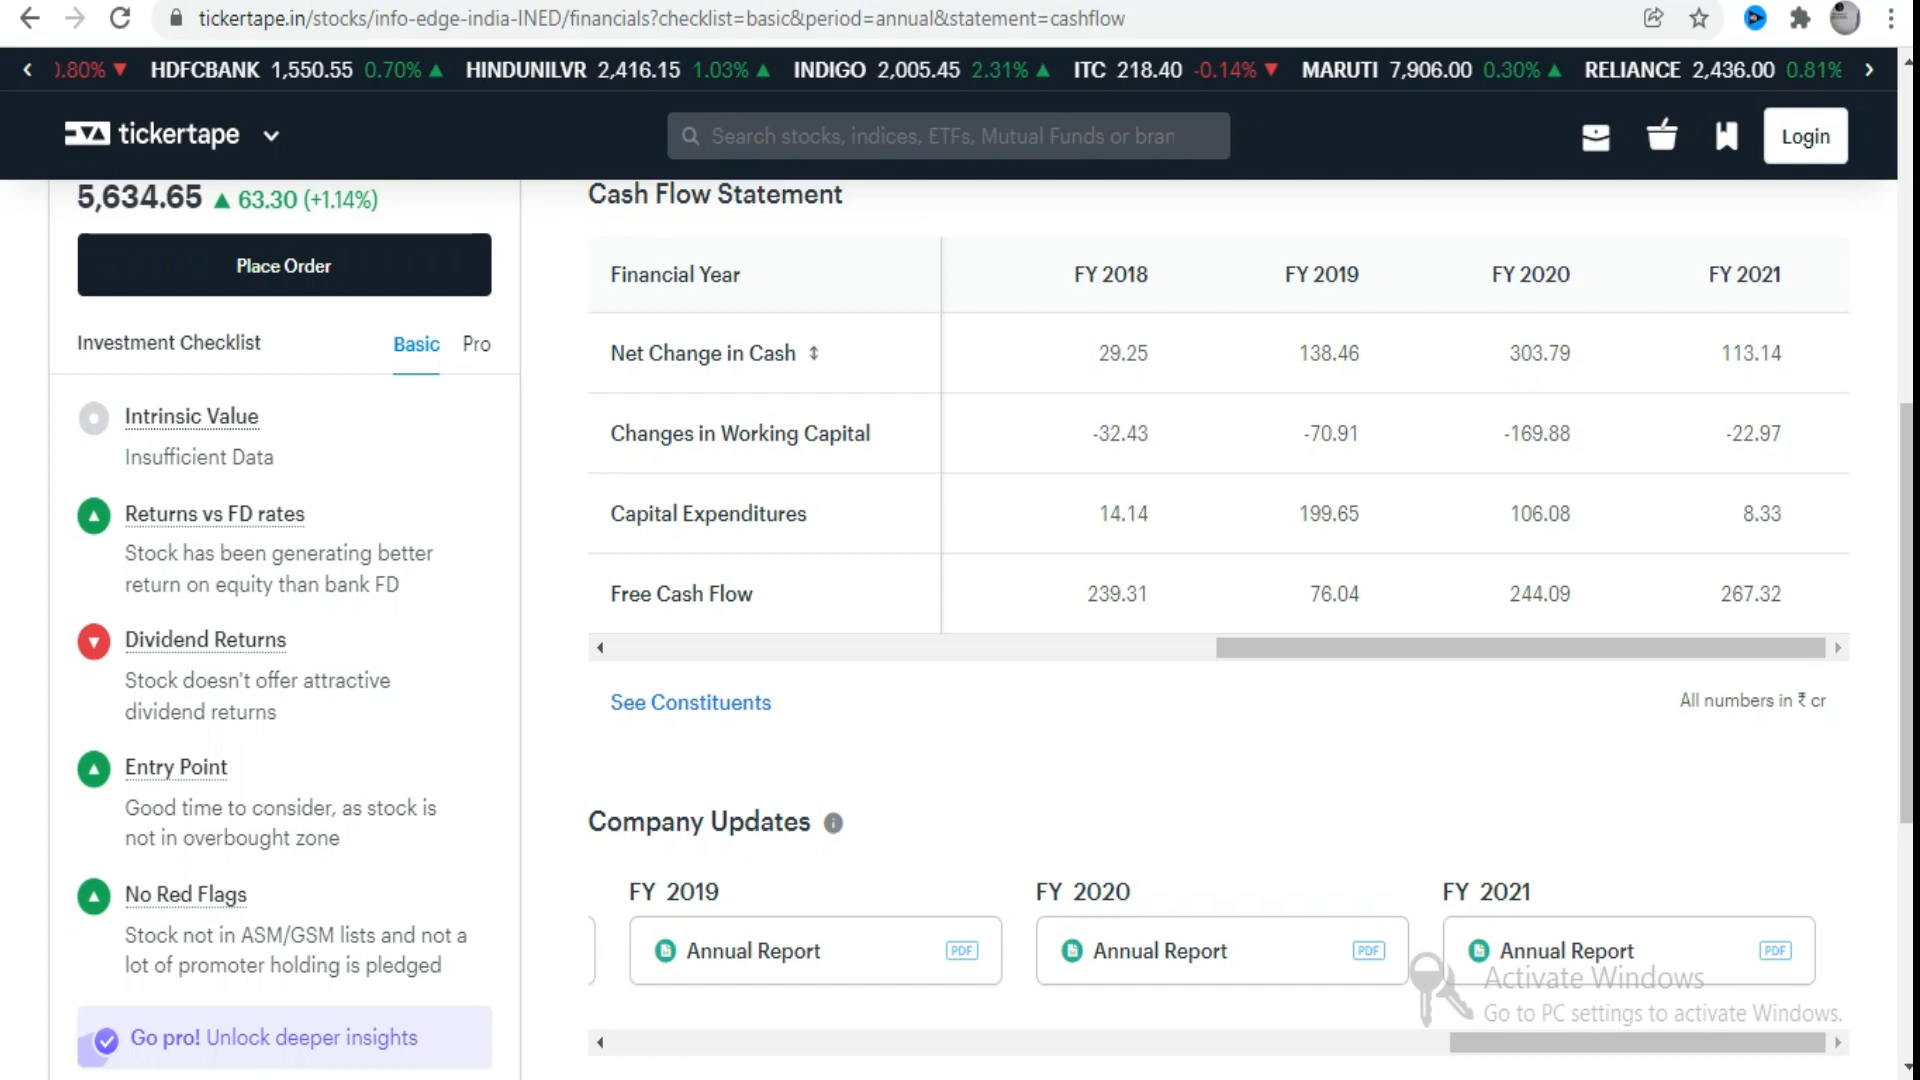 tickertape.in/stocks/info-edge-india-INED/financials?checklist=basic&period=annual&statement=cashflow
).80% ▼ HDFCBANK 1,550.55 0.70% ▲ HINDUNILVR 2,416.15 1.03% ▲ INDIGO 2,005.45 2.31% ▲ ITC 218.40 -0.14% ▼ MARUTI 7,906.00 0.30% ▲ RELIANCE 2,436.00 0.81%
tickertape
Search stocks, indices, ETFs, Mutual Funds or bran
Login
5,634.65 ▲ 63.30 (+1.14%)
Place Order
Investment Checklist Basic Pro
Intrinsic Value
Insufficient Data
Returns vs FD rates
Stock has been generating better
return on equity than bank FD
Dividend Returns
Stock doesn't offer attractive
dividend returns
Entry Point
Good time to consider, as stock is
not in overbought zone
No Red Flags
Stock not in ASM/GSM lists and not a
lot of promoter holding is pledged
Go pro! Unlock deeper insights
Cash Flow Statement
Financial Year FY 2018 FY 2019 FY 2020 FY 2021
Net Change in Cash 29.25 138.46 303.79 113.14
Changes in Working Capital -32.43 -70.91 -169.88 -22.97
Capital Expenditures 14.14 199.65 106.08 8.33
Free Cash Flow 239.31 76.04 244.09 267.32
See Constituents
All numbers in ₹ cr
Company Updates
FY 2019 FY 2020 FY 2021
Annual Report PDF Annual Report PDF Annual Report PDF
Activate Windows
Go to PC settings to activate Windows.